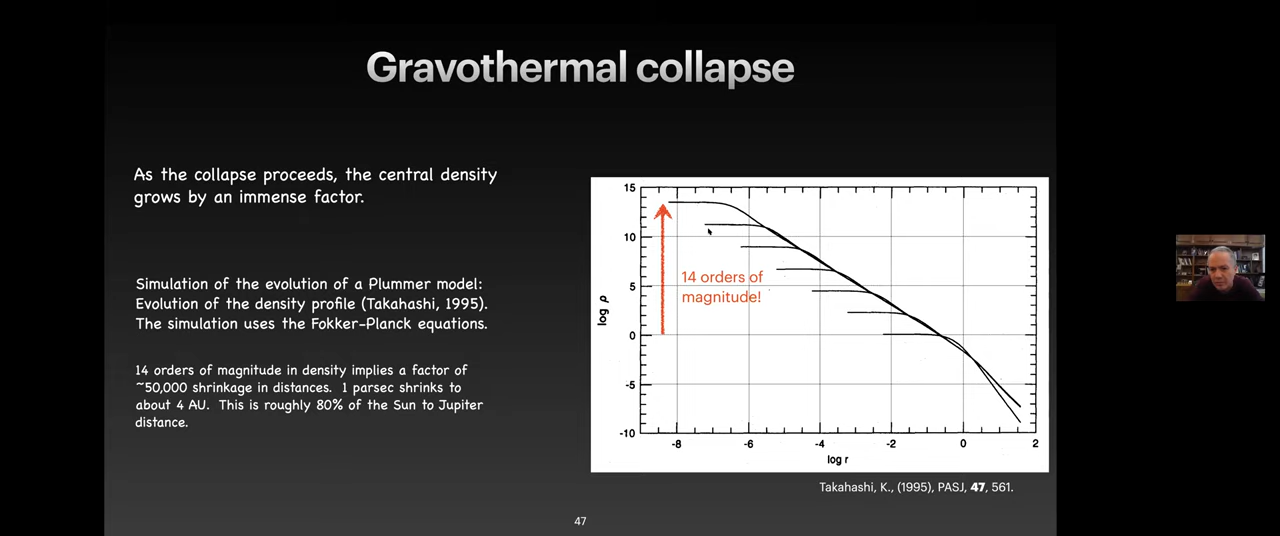 Gravothermal collapse
As the collapse proceeds, the central density
grows by an immense factor.
Simulation of the evolution of a Plummer model:
Evolution of the density profile (Takahashi, 1995).
The simulation uses the Fokker-Planck equations.
14 orders of magnitude in density implies a factor of
~50,000 shrinkage in distances. 1 parsec shrinks to
about 4 AU. This is roughly 80% of the Sun to Jupiter
distance.
15
10
5
0
-5
-10
log ρ
14 orders of
magnitude!
-8 -6 -4 -2 0 2
log r
Takahashi, K., (1995), PASJ, 47, 561.
47